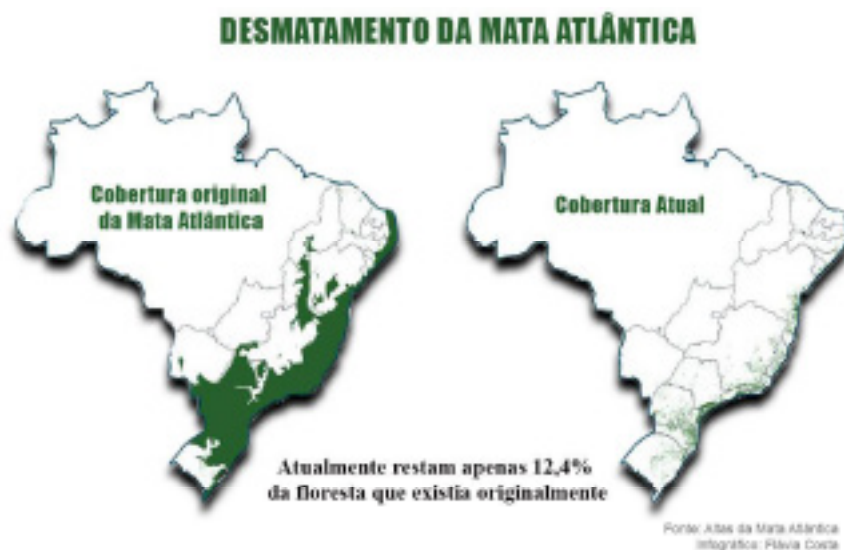 DESMATAMENTO DA MATA ATLÂNTICA
Cobertura original
da Mata Atlântica
Cobertura Atual
Atualmente restam apenas 12,4%
da floresta que existia originalmente
Fonte: Atlas da Mata Atlântica
Infográfico: Flávia Costa